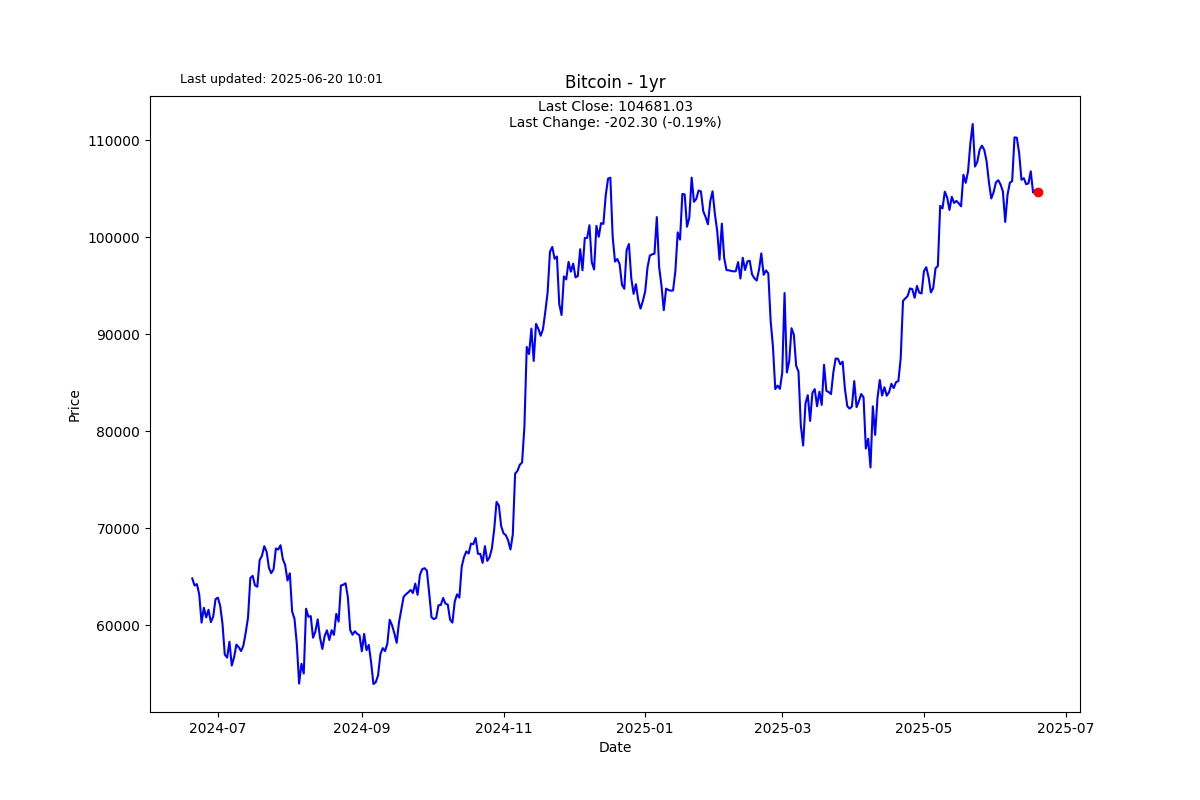 Last updated: 2025-06-20 10:01
Bitcoin - 1yr
Last Close: 104681.03
Last Change: -202.30 (-0.19%)
110000
100000
90000
80000
70000
60000
Price
2024-07
2024-09
2024-11
2025-01
2025-03
2025-05
2025-07
Date